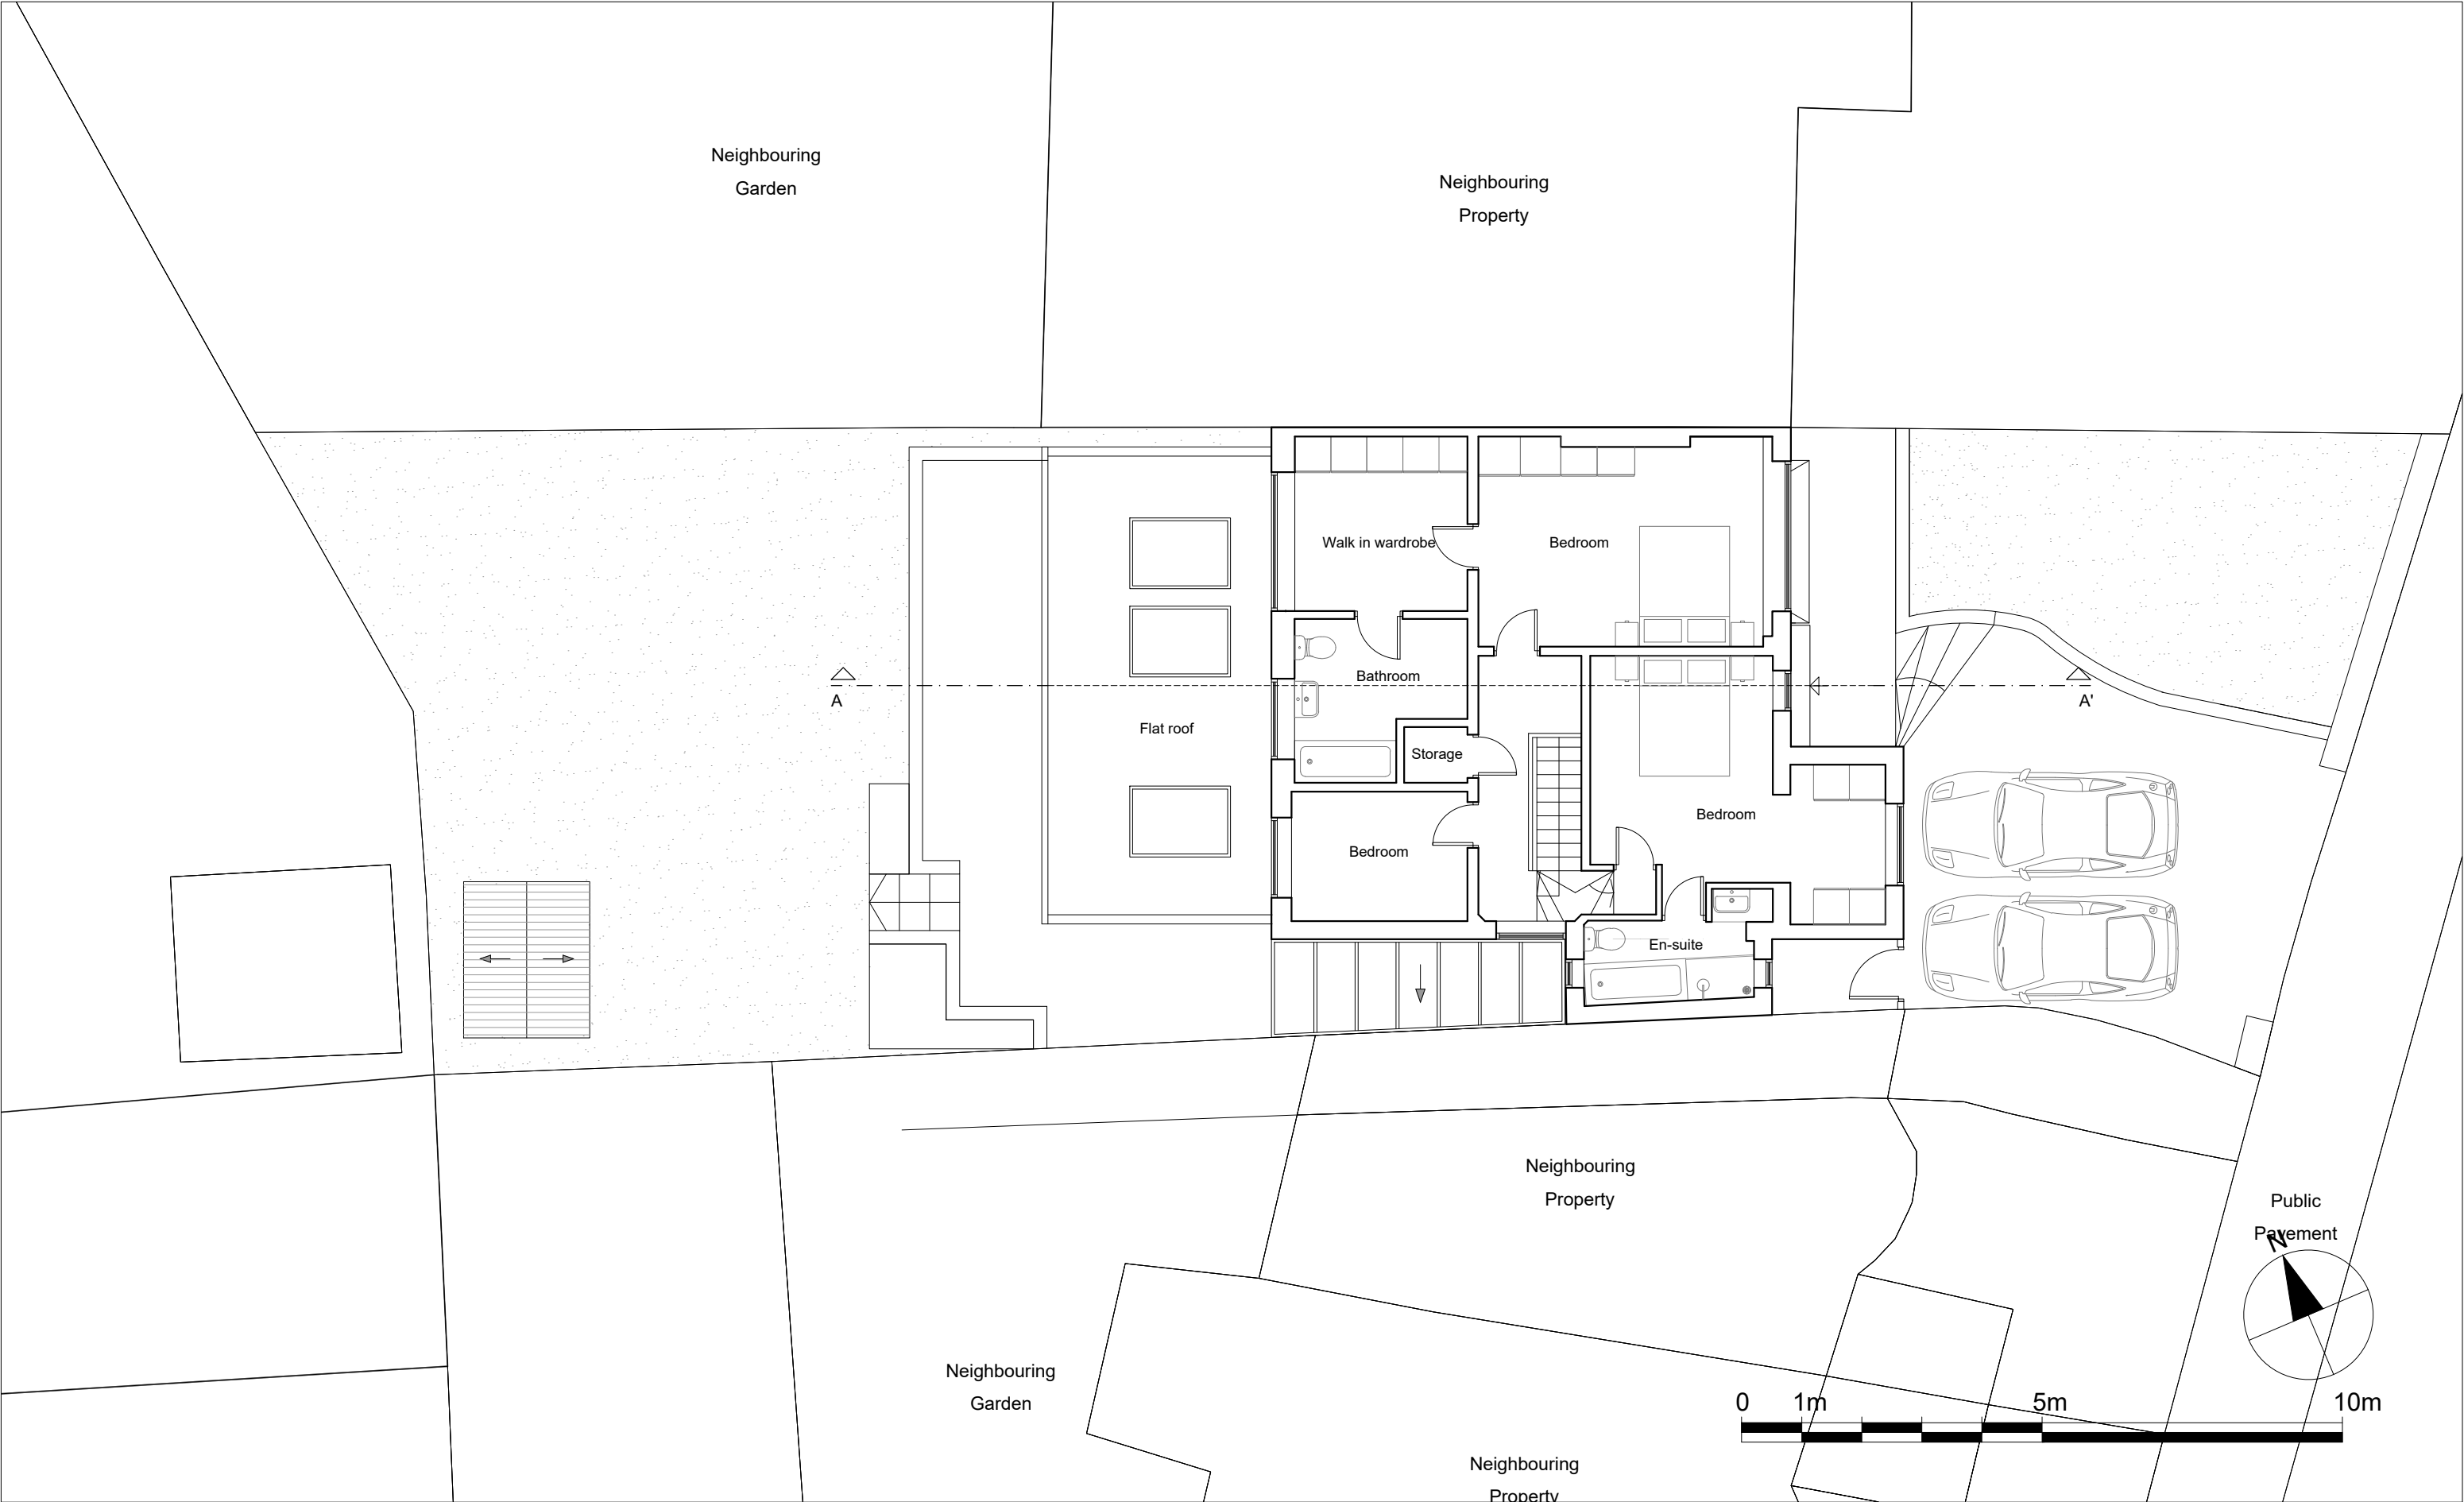 Neighbouring
Garden
Neighbouring
Property
Walk in wardrobe
Bedroom
Bathroom
A
A'
Flat roof
Storage
Bedroom
Bedroom
En-suite
Neighbouring
Property
Public
Pavement
N
Neighbouring
Garden
0 1m 5m 10m
Neighbouring
Property